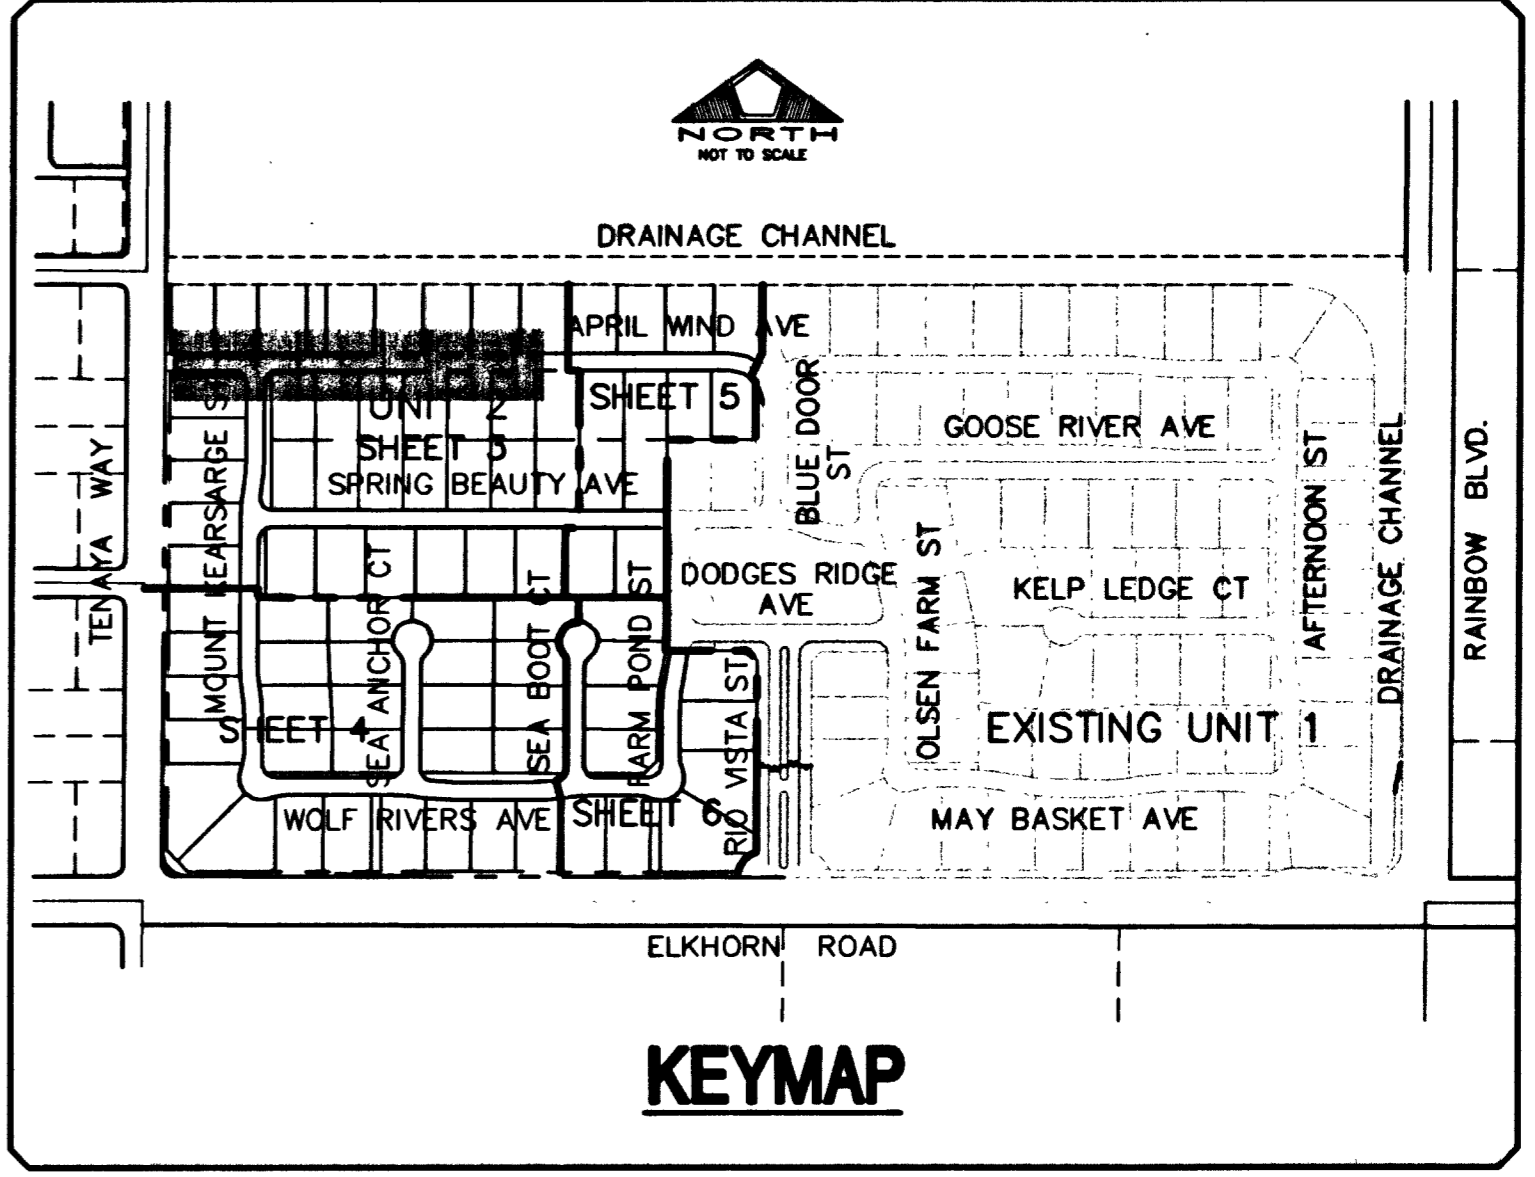 NORTH
NOT TO SCALE
DRAINAGE CHANNEL
APRIL WIND AVE
UNIT 2
SHEET 3
SHEET 5
SPRING BEAUTY AVE
BLUE DOOR
ST
GOOSE RIVER AVE
TENAYA WAY
MOUNT KEARSARGE ST
SEA ANCHOR CT
SEA BOOT CT
FARM POND ST
DODGES RIDGE
AVE
OLSEN FARM ST
KELP LEDGE CT
AFTERNOON ST
DRAINAGE CHANNEL
RAINBOW BLVD.
SHEET 4
RIO VISTA ST
EXISTING UNIT 1
WOLF RIVERS AVE
SHEET 6
MAY BASKET AVE
ELKHORN ROAD
KEYMAP